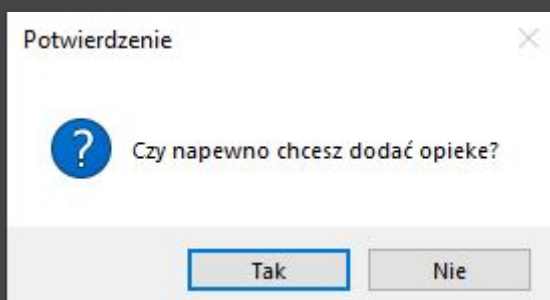 Potwierdzenie
?
Czy napewno chcesz dodać opieke?
Tak
Nie